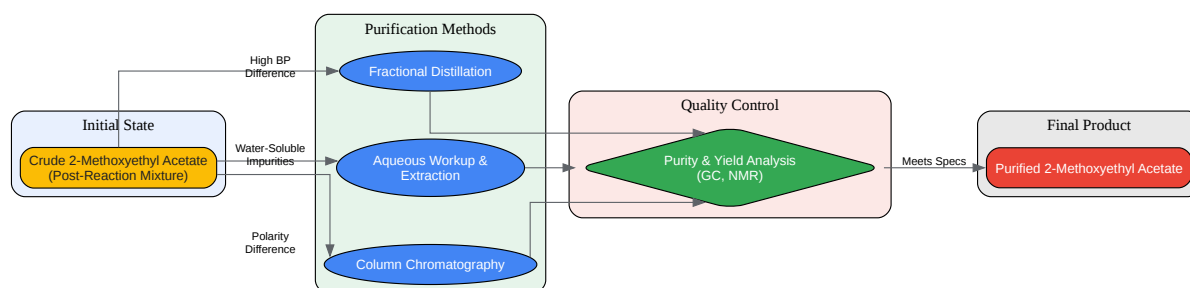 Initial State
Crude 2-Methoxyethyl Acetate
(Post-Reaction Mixture)
High BP
Difference
Water-Soluble
Impurities
Polarity
Difference
Purification Methods
Fractional Distillation
Aqueous Workup &
Extraction
Column Chromatography
Quality Control
Purity & Yield Analysis
(GC, NMR)
Meets Specs
Final Product
Purified 2-Methoxyethyl Acetate